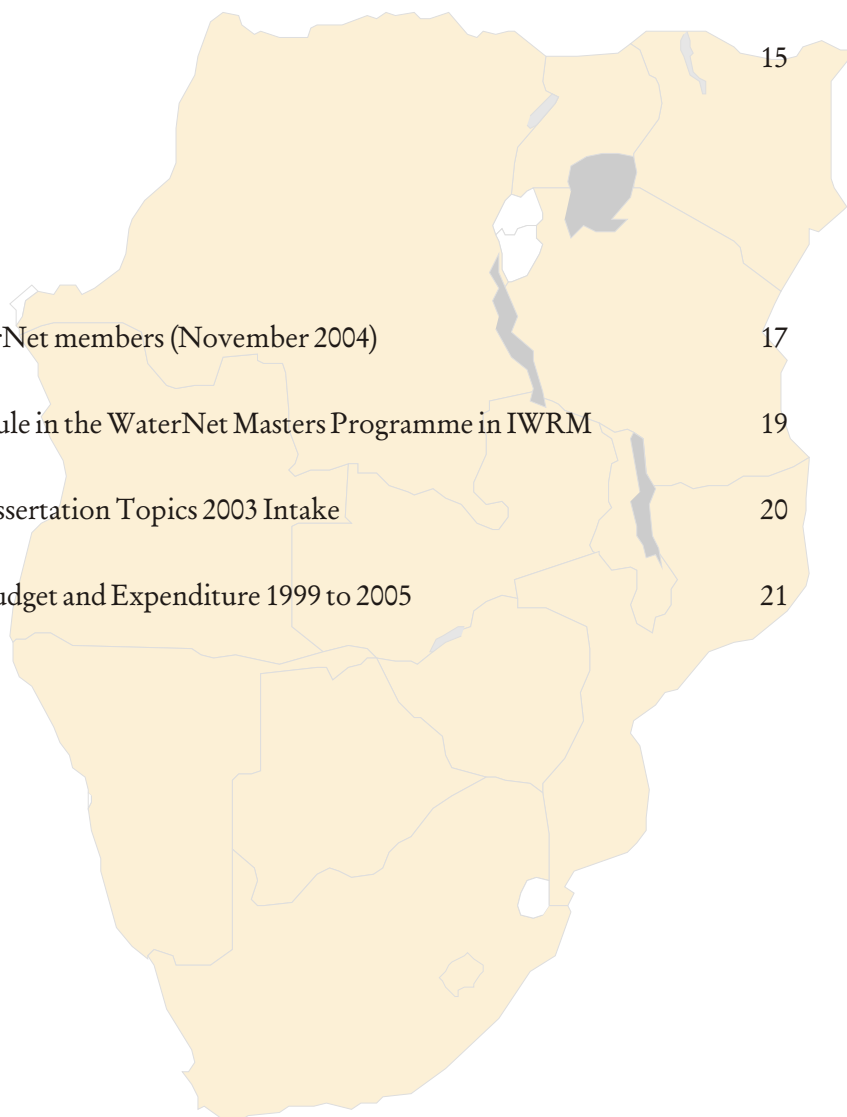 15
rNet members (November 2004) 17
ule in the WaterNet Masters Programme in IWRM 19
ssertation Topics 2003 Intake 20
udget and Expenditure 1999 to 2005 21